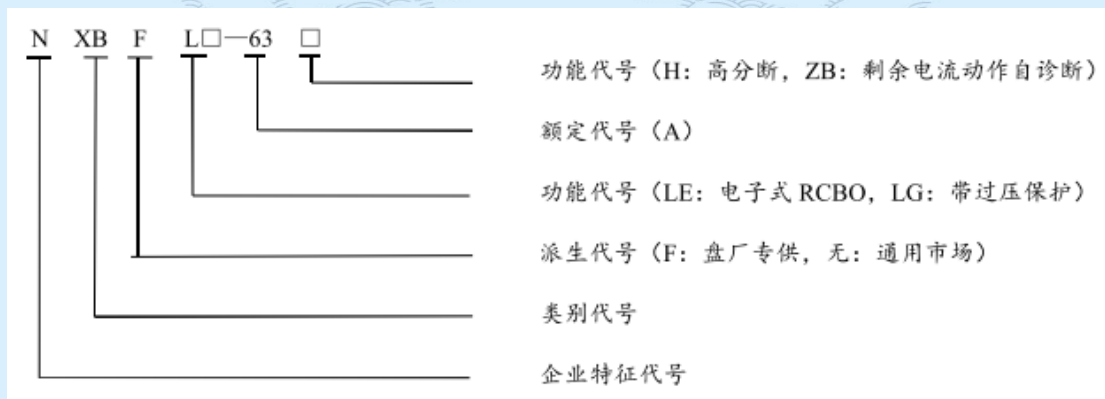 N XB F L□—63 □
功能代号（H：高分断，ZB：剩余电流动作自诊断）
额定代号（A）
功能代号（LE：电子式 RCBO，LG：带过压保护）
派生代号（F：盘厂专供，无：通用市场）
类别代号
企业特征代号